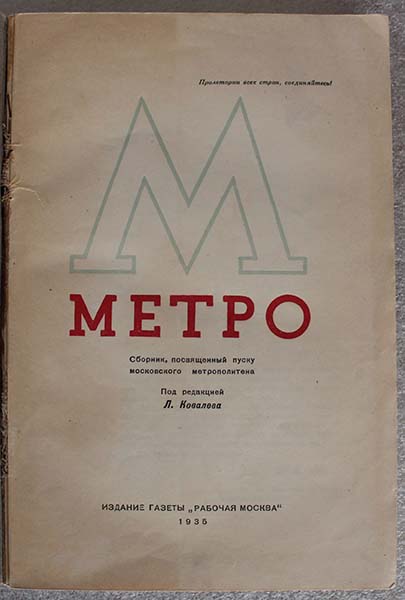 Пролетарии всех стран, соединяйтесь!
М
МЕТРО
Сборник, посвященный пуску
московского метрополитена
Под редакцией
Л. Ковалева
ИЗДАНИЕ ГАЗЕТЫ „РАБОЧАЯ МОСКВА“
1935